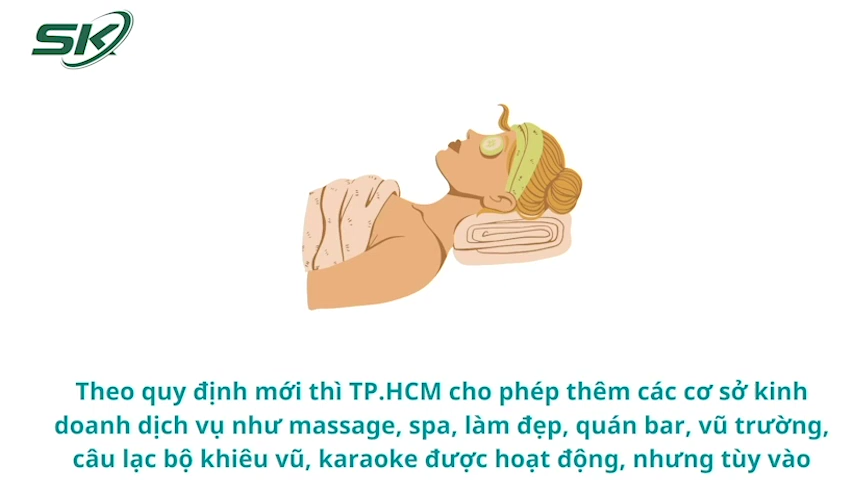 SK
Theo quy định mới thì TP.HCM cho phép thêm các cơ sở kinh
doanh dịch vụ như massage, spa, làm đẹp, quán bar, vũ trường,
câu lạc bộ khiêu vũ, karaoke được hoạt động, nhưng tùy vào